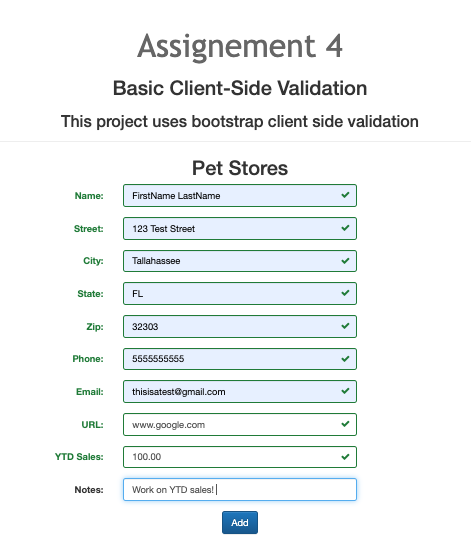 Assignement 4
Basic Client-Side Validation
This project uses bootstrap client side validation
Pet Stores
Name: FirstName LastName
Street: 123 Test Street
City: Tallahassee
State: FL
Zip: 32303
Phone: 5555555555
Email: thisisatest@gmail.com
URL: www.google.com
YTD Sales: 100.00
Notes: Work on YTD sales!
Add